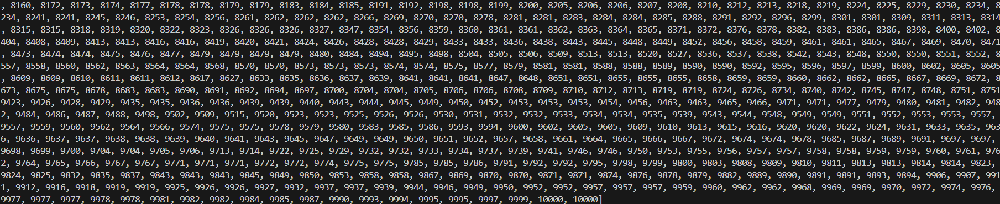 , 8160, 8172, 8173, 8174, 8177, 8178, 8178, 8179, 8179, 8183, 8184, 8185, 8191, 8192, 8198, 8198, 8199, 8200, 8205, 8206, 8206, 8207, 8208, 8210, 8212, 8213, 8218, 8219, 8224, 8225, 8229, 8230, 8234, 8
234, 8241, 8241, 8245, 8246, 8253, 8254, 8256, 8261, 8262, 8262, 8262, 8266, 8269, 8270, 8270, 8278, 8281, 8281, 8283, 8284, 8284, 8285, 8288, 8291, 8292, 8296, 8299, 8301, 8301, 8309, 8311, 8313, 8314
, 8315, 8315, 8318, 8319, 8320, 8322, 8323, 8326, 8326, 8326, 8327, 8347, 8354, 8356, 8359, 8360, 8361, 8361, 8362, 8363, 8364, 8365, 8371, 8372, 8376, 8378, 8382, 8383, 8386, 8386, 8398, 8400, 8402, 8
404, 8408, 8409, 8413, 8413, 8416, 8416, 8419, 8420, 8421, 8424, 8426, 8428, 8428, 8429, 8433, 8433, 8436, 8438, 8443, 8445, 8448, 8449, 8452, 8456, 8458, 8459, 8461, 8461, 8465, 8467, 8469, 8470, 8471
, 8473, 8474, 8474, 8475, 8476, 8477, 8479, 8479, 8479, 8479, 8480, 8484, 8494, 8495, 8498, 8504, 8505, 8506, 8509, 8513, 8513, 8520, 8527, 8536, 8537, 8538, 8542, 8543, 8548, 8550, 8550, 8551, 8552, 8
557, 8558, 8560, 8562, 8563, 8564, 8564, 8568, 8570, 8570, 8573, 8573, 8573, 8574, 8574, 8575, 8577, 8579, 8581, 8581, 8588, 8588, 8589, 8590, 8590, 8592, 8595, 8596, 8597, 8599, 8600, 8602, 8605, 8605
, 8609, 8609, 8610, 8611, 8611, 8612, 8617, 8627, 8633, 8635, 8636, 8637, 8639, 8641, 8641, 8641, 8647, 8648, 8651, 8651, 8655, 8655, 8655, 8658, 8659, 8659, 8660, 8662, 8662, 8665, 8667, 8669, 8672, 8
673, 8675, 8675, 8678, 8683, 8683, 8690, 8691, 8692, 8694, 8697, 8700, 8704, 8704, 8705, 8706, 8706, 8708, 8709, 8710, 8712, 8713, 8719, 8719, 8724, 8726, 8734, 8740, 8742, 8745, 8747, 8748, 8751, 8751
9423, 9426, 9428, 9429, 9435, 9435, 9436, 9436, 9439, 9439, 9440, 9443, 9444, 9445, 9449, 9450, 9452, 9453, 9453, 9453, 9454, 9456, 9463, 9463, 9465, 9466, 9471, 9471, 9477, 9479, 9480, 9481, 9482, 948
2, 9484, 9486, 9487, 9488, 9498, 9502, 9509, 9515, 9520, 9523, 9523, 9525, 9526, 9526, 9530, 9531, 9532, 9532, 9533, 9534, 9534, 9535, 9539, 9543, 9544, 9548, 9549, 9549, 9551, 9552, 9553, 9553, 9557,
9557, 9559, 9560, 9562, 9564, 9566, 9574, 9575, 9575, 9578, 9579, 9580, 9583, 9585, 9586, 9593, 9594, 9600, 9602, 9605, 9605, 9609, 9610, 9613, 9615, 9616, 9620, 9620, 9622, 9624, 9631, 9633, 9635, 963
6, 9636, 9637, 9637, 9638, 9638, 9639, 9640, 9641, 9643, 9645, 9647, 9649, 9649, 9650, 9651, 9652, 9657, 9658, 9661, 9664, 9665, 9666, 9667, 9672, 9674, 9674, 9678, 9685, 9687, 9689, 9691, 9697, 9697,
9698, 9699, 9700, 9704, 9704, 9705, 9706, 9713, 9714, 9722, 9725, 9729, 9732, 9732, 9733, 9734, 9737, 9739, 9741, 9746, 9746, 9750, 9753, 9755, 9756, 9757, 9757, 9758, 9758, 9759, 9759, 9760, 9761, 976
2, 9764, 9765, 9766, 9767, 9767, 9771, 9771, 9771, 9772, 9772, 9774, 9775, 9775, 9785, 9785, 9786, 9791, 9792, 9792, 9795, 9798, 9799, 9800, 9803, 9808, 9809, 9810, 9811, 9813, 9813, 9814, 9814, 9823,
9824, 9825, 9832, 9835, 9837, 9843, 9843, 9843, 9845, 9849, 9850, 9853, 9858, 9858, 9867, 9869, 9870, 9870, 9871, 9871, 9874, 9876, 9878, 9879, 9882, 9889, 9890, 9891, 9891, 9893, 9894, 9906, 9907, 991
1, 9912, 9916, 9918, 9919, 9919, 9925, 9926, 9926, 9927, 9932, 9937, 9937, 9939, 9944, 9946, 9949, 9950, 9952, 9952, 9957, 9957, 9957, 9959, 9960, 9962, 9962, 9968, 9969, 9969, 9970, 9972, 9974, 9976,
9977, 9977, 9977, 9978, 9978, 9981, 9982, 9982, 9984, 9985, 9987, 9990, 9993, 9994, 9995, 9995, 9997, 9999, 10000, 10000]